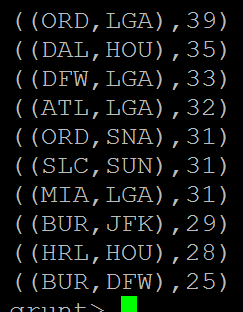 ((ORD,LGA),39)
((DAL,HOU),35)
((DFW,LGA),33)
((ATL,LGA),32)
((ORD,SNA),31)
((SLC,SUN),31)
((MIA,LGA),31)
((BUR,JFK),29)
((HRL,HOU),28)
((BUR,DFW),25)
grunt>